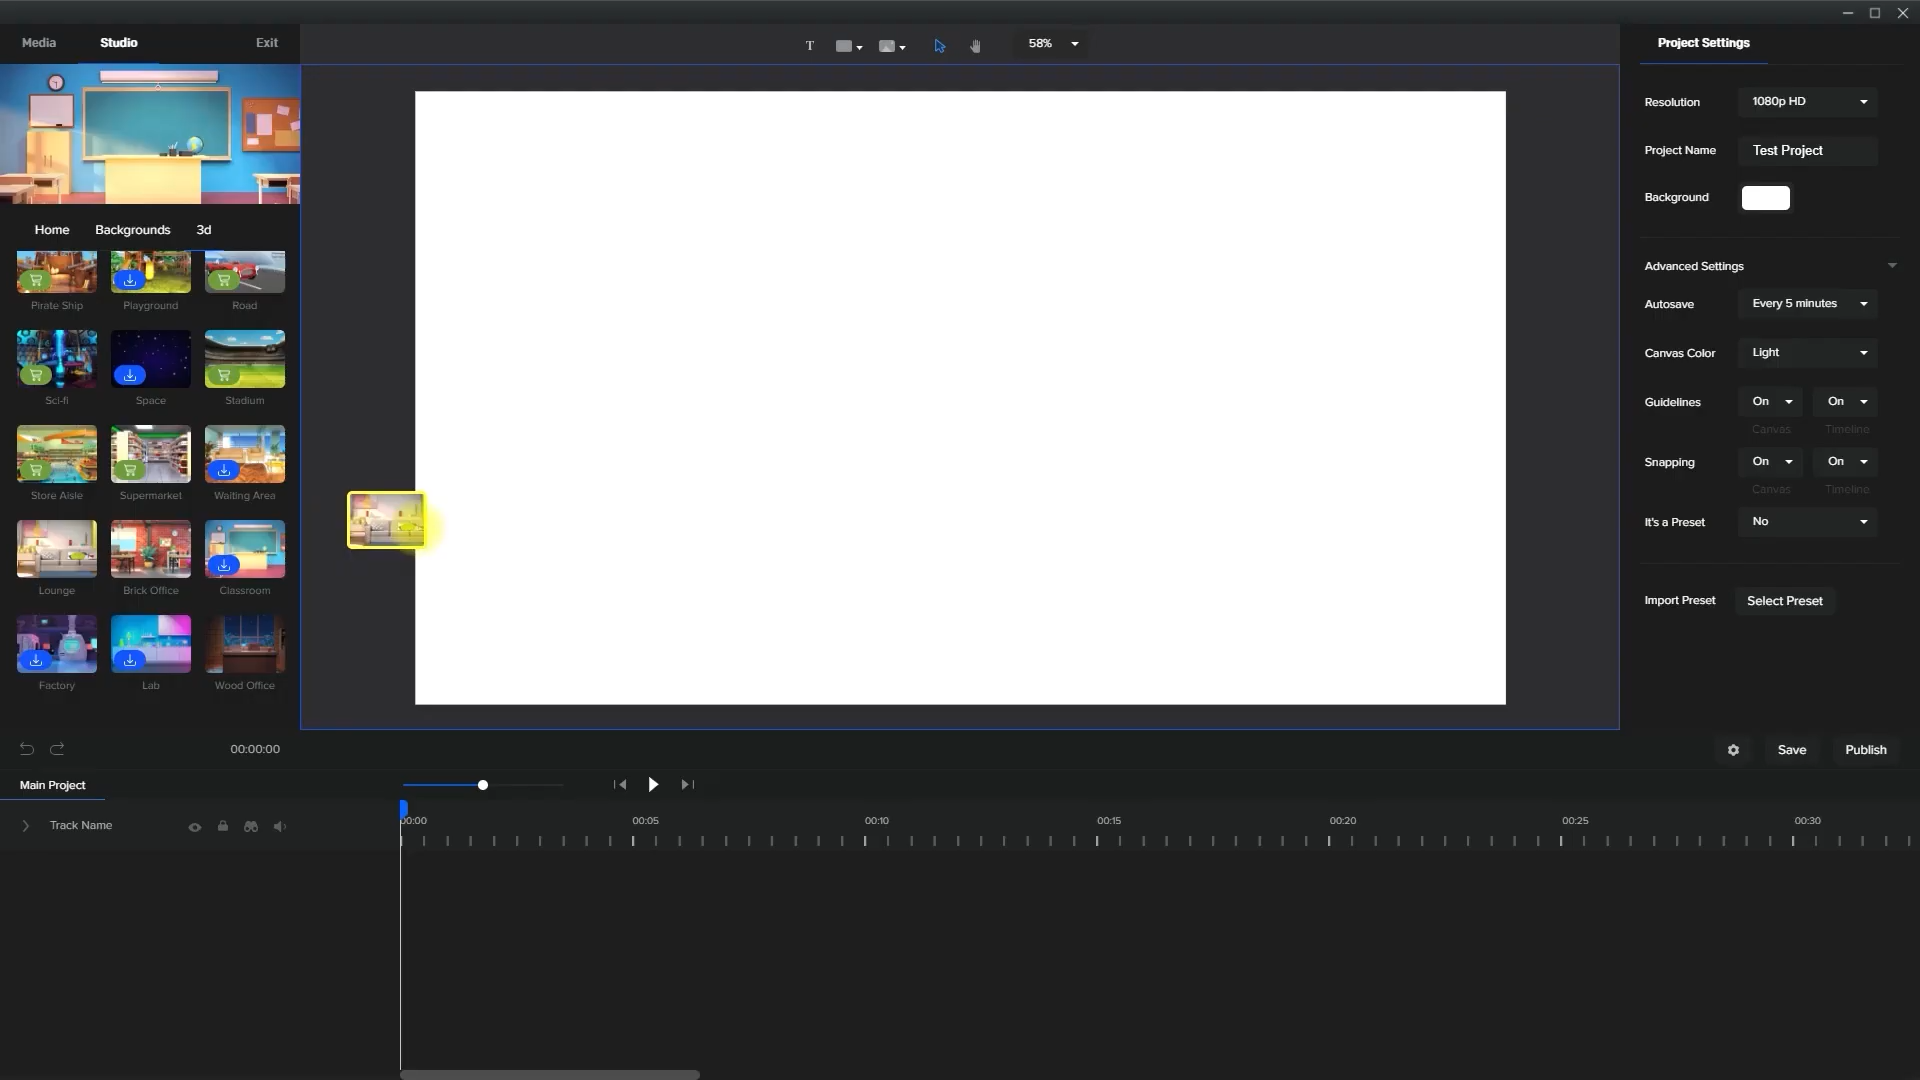 Media Studio Exit
T 58%
Project Settings
Resolution 1080p HD
Project Name Test Project
Background
Home Backgrounds 3d
Pirate Ship Playground Road
Sci-fi Space Stadium
Store Aisle Supermarket Waiting Area
Lounge Brick Office Classroom
Factory Lab Wood Office
Advanced Settings
Autosave Every 5 minutes
Canvas Color Light
Guidelines On On
Canvas Timeline
Snapping On On
Canvas Timeline
It's a Preset No
Import Preset Select Preset
00:00:00
Save Publish
Main Project
Track Name
00:00 00:05 00:10 00:15 00:20 00:25 00:30